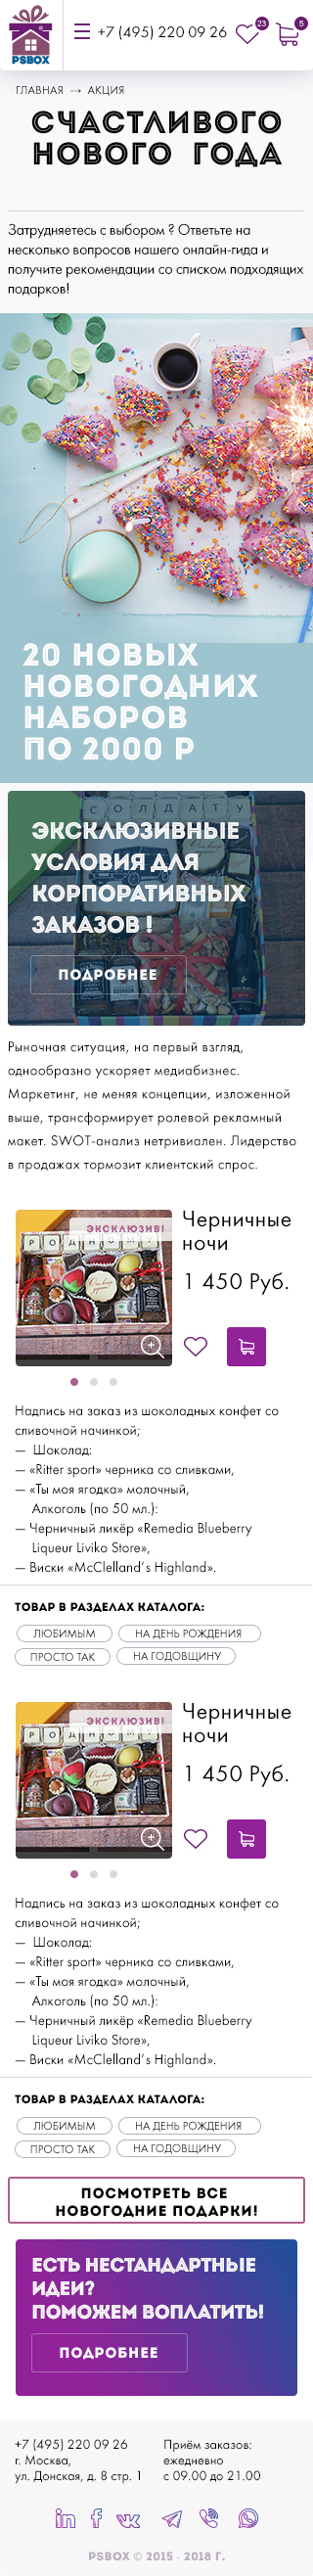 PSBOX
+7 (495) 220 09 26
23
5
ГЛАВНАЯ → АКЦИЯ
СЧАСТЛИВОГО
НОВОГО ГОДА
Затрудняетесь с выбором ? Ответьте на
несколько вопросов нашего онлайн-гида и
получите рекомендации со списком подходящих
подарков!
20 НОВЫХ
НОВОГОДНИХ
НАБОРОВ
ПО 2000 Р
СОЛДАТУ
ЭКСКЛЮЗИВНЫЕ
УСЛОВИЯ ДЛЯ
КОРПОРАТИВНЫХ
ЗАКАЗОВ !
ПОДРОБНЕЕ
Рыночная ситуация, на первый взгляд,
однообразно ускоряет медиабизнес.
Маркетинг, не меняя концепции, изложенной
выше, трансформирует ролевой рекламный
макет. SWOT-анализ нетривиален. Лидерство
в продажах тормозит клиентский спрос.
ЭКСКЛЮЗИВ!
РОДНОМУ
Черничные
ночи
1 450 Руб.
Надпись на заказ из шоколадных конфет со
сливочной начинкой;
— Шоколад:
— «Ritter sport» черника со сливками,
— «Ты моя ягодка» молочный,
Алкоголь (по 50 мл.):
— Черничный ликёр «Remedia Blueberry
Liqueur Liviko Store»,
— Виски «McClelland’s Highland».
ТОВАР В РАЗДЕЛАХ КАТАЛОГА:
ЛЮБИМЫМ НА ДЕНЬ РОЖДЕНИЯ
ПРОСТО ТАК НА ГОДОВЩИНУ
ЭКСКЛЮЗИВ!
РОДНОМУ
Черничные
ночи
1 450 Руб.
Надпись на заказ из шоколадных конфет со
сливочной начинкой;
— Шоколад:
— «Ritter sport» черника со сливками,
— «Ты моя ягодка» молочный,
Алкоголь (по 50 мл.):
— Черничный ликёр «Remedia Blueberry
Liqueur Liviko Store»,
— Виски «McClelland’s Highland».
ТОВАР В РАЗДЕЛАХ КАТАЛОГА:
ЛЮБИМЫМ НА ДЕНЬ РОЖДЕНИЯ
ПРОСТО ТАК НА ГОДОВЩИНУ
ПОСМОТРЕТЬ ВСЕ
НОВОГОДНИЕ ПОДАРКИ!
ЕСТЬ НЕСТАНДАРТНЫЕ
ИДЕИ?
ПОМОЖЕМ ВОПЛАТИТЬ!
ПОДРОБНЕЕ
+7 (495) 220 09 26
г. Москва,
ул. Донская, д. 8 стр. 1
Приём заказов:
ежедневно
с 09.00 до 21.00
PSBOX © 2015 - 2018 Г.